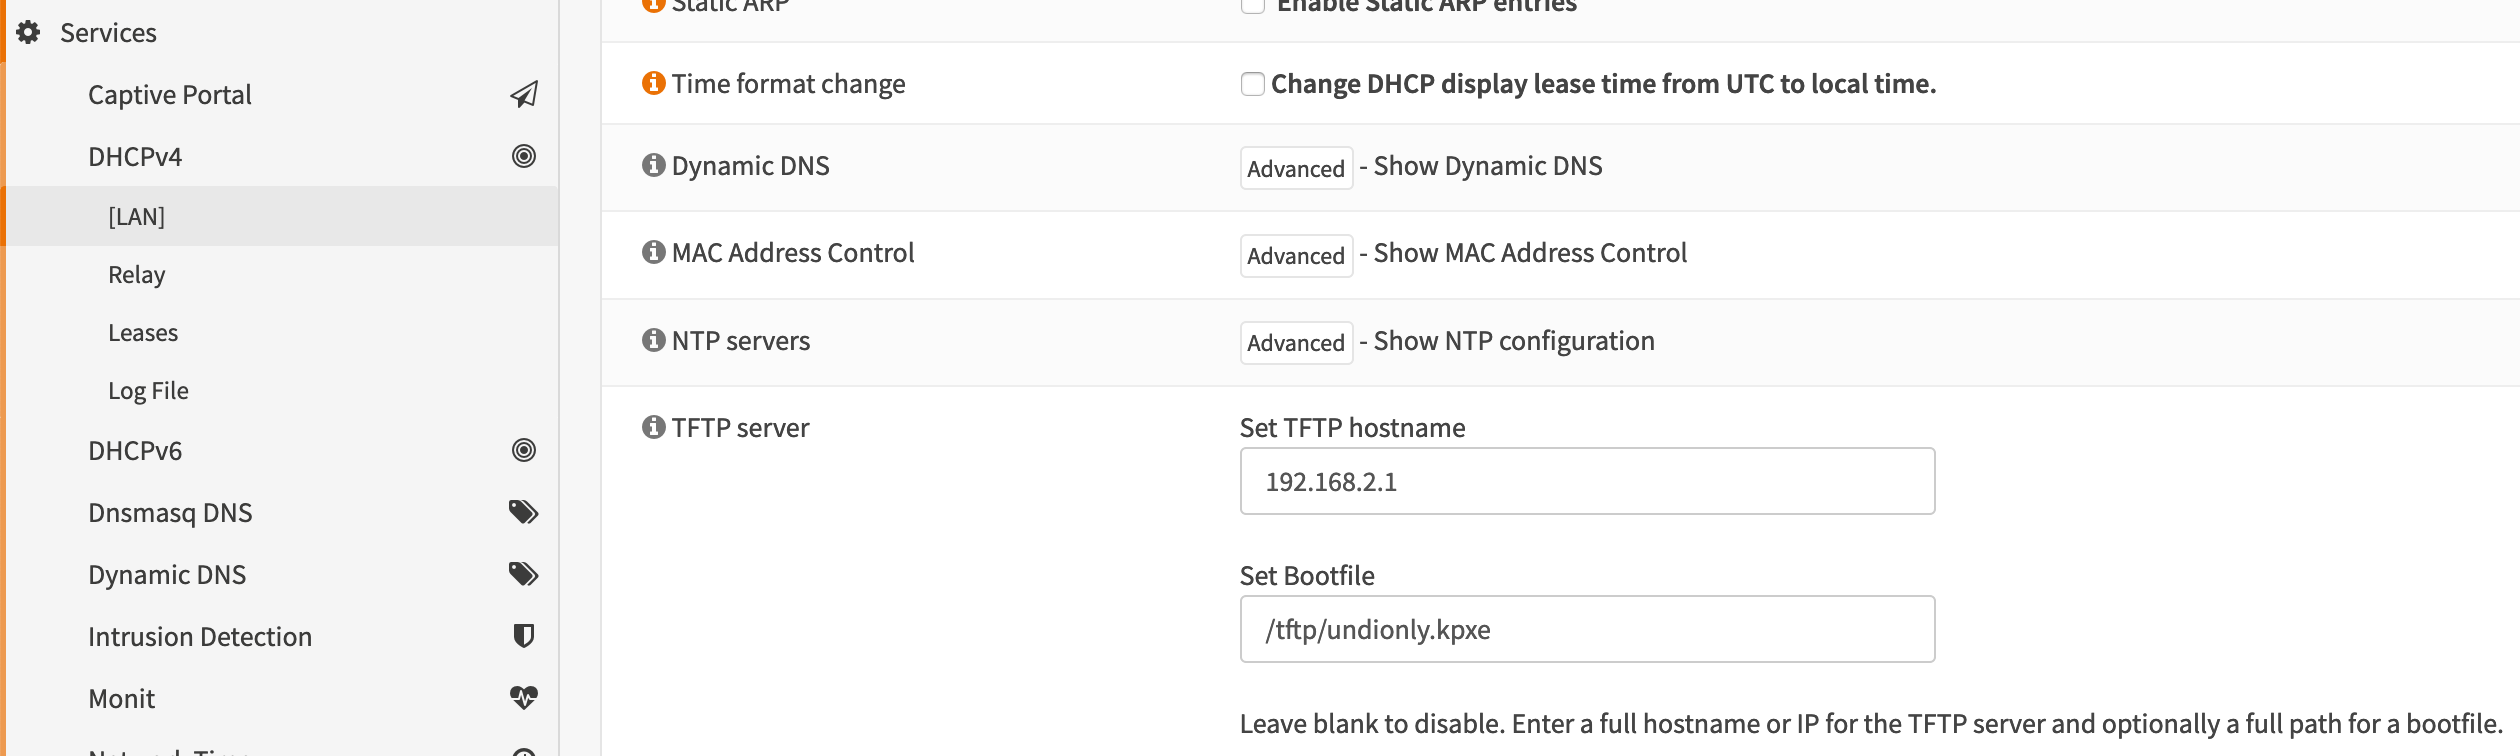 Services
Captive Portal
DHCPv4
[LAN]
Relay
Leases
Log File
DHCPv6
Dnsmasq DNS
Dynamic DNS
Intrusion Detection
Monit
Network Time
Static ARP
Enable Static ARP entries
Time format change
Change DHCP display lease time from UTC to local time.
Dynamic DNS
Advanced - Show Dynamic DNS
MAC Address Control
Advanced - Show MAC Address Control
NTP servers
Advanced - Show NTP configuration
TFTP server
Set TFTP hostname
192.168.2.1
Set Bootfile
/tftp/undionly.kpxe
Leave blank to disable. Enter a full hostname or IP for the TFTP server and optionally a full path for a bootfile.